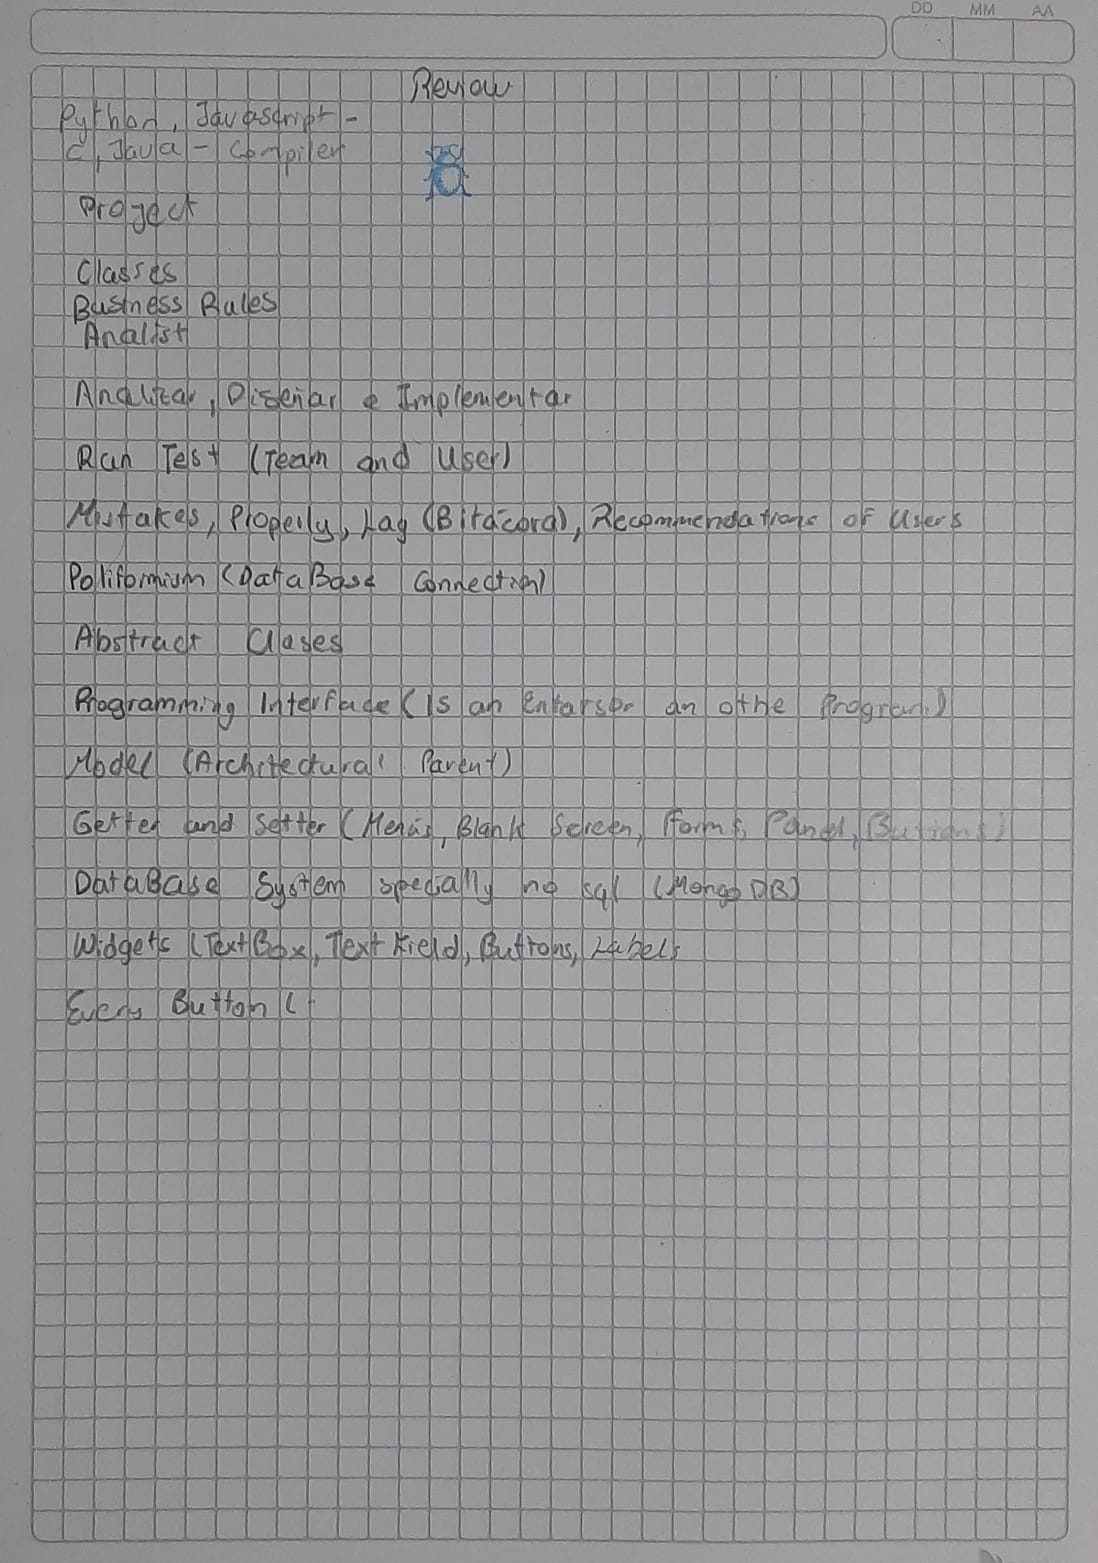 DD MM AA
Review
Python, Javascript -
C, Java - Compiler
Project
Classes
Business Rules
Analist
Analizar, Diseñar e Implementar
Run Test (Team and User)
Mistakes, Properly, Lag (Bitácora), Recommendations of Users
Poliformism (DataBase Connection)
Abstract Clases
Programming Interface (Is an an othe Program)
Model (Architectural Parent)
Getter and Setter (Menús, Blank Screen, Forms, Panel, Buttons)
DataBase System specially no sql (Mongo DB)
Widgets (TextBox, Text Field, Buttons, Labels
Every Button (